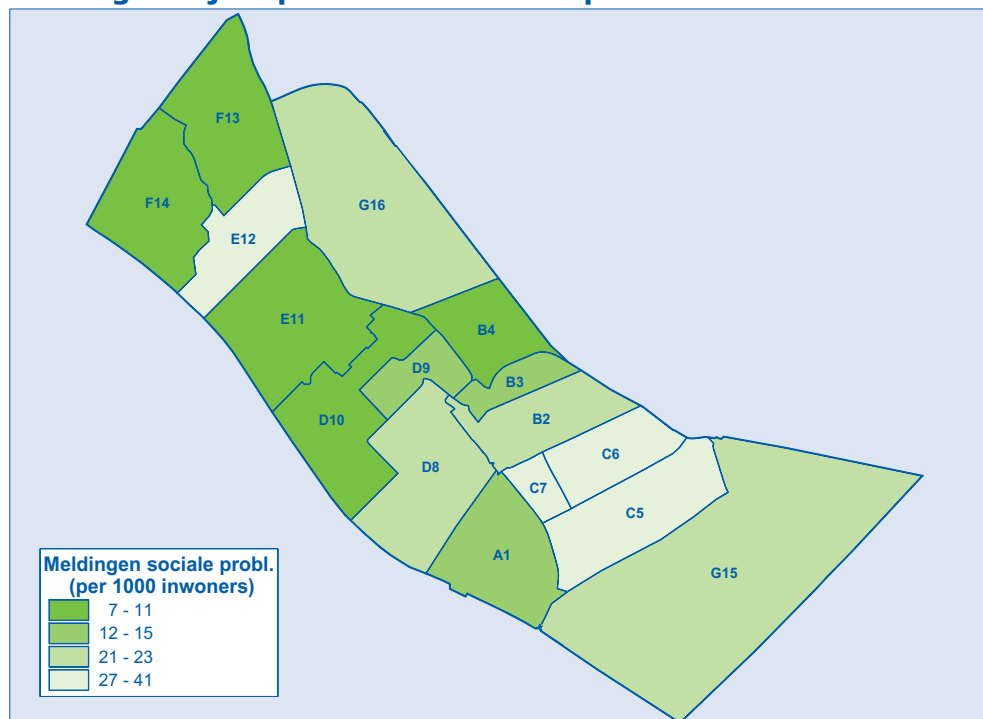 F13
F14
G16
E12
E11
B4
D9
B3
D10
B2
C6
D8
C7
C5
A1
G15
Meldingen sociale probl.
(per 1000 inwoners)
7 - 11
12 - 15
21 - 23
27 - 41